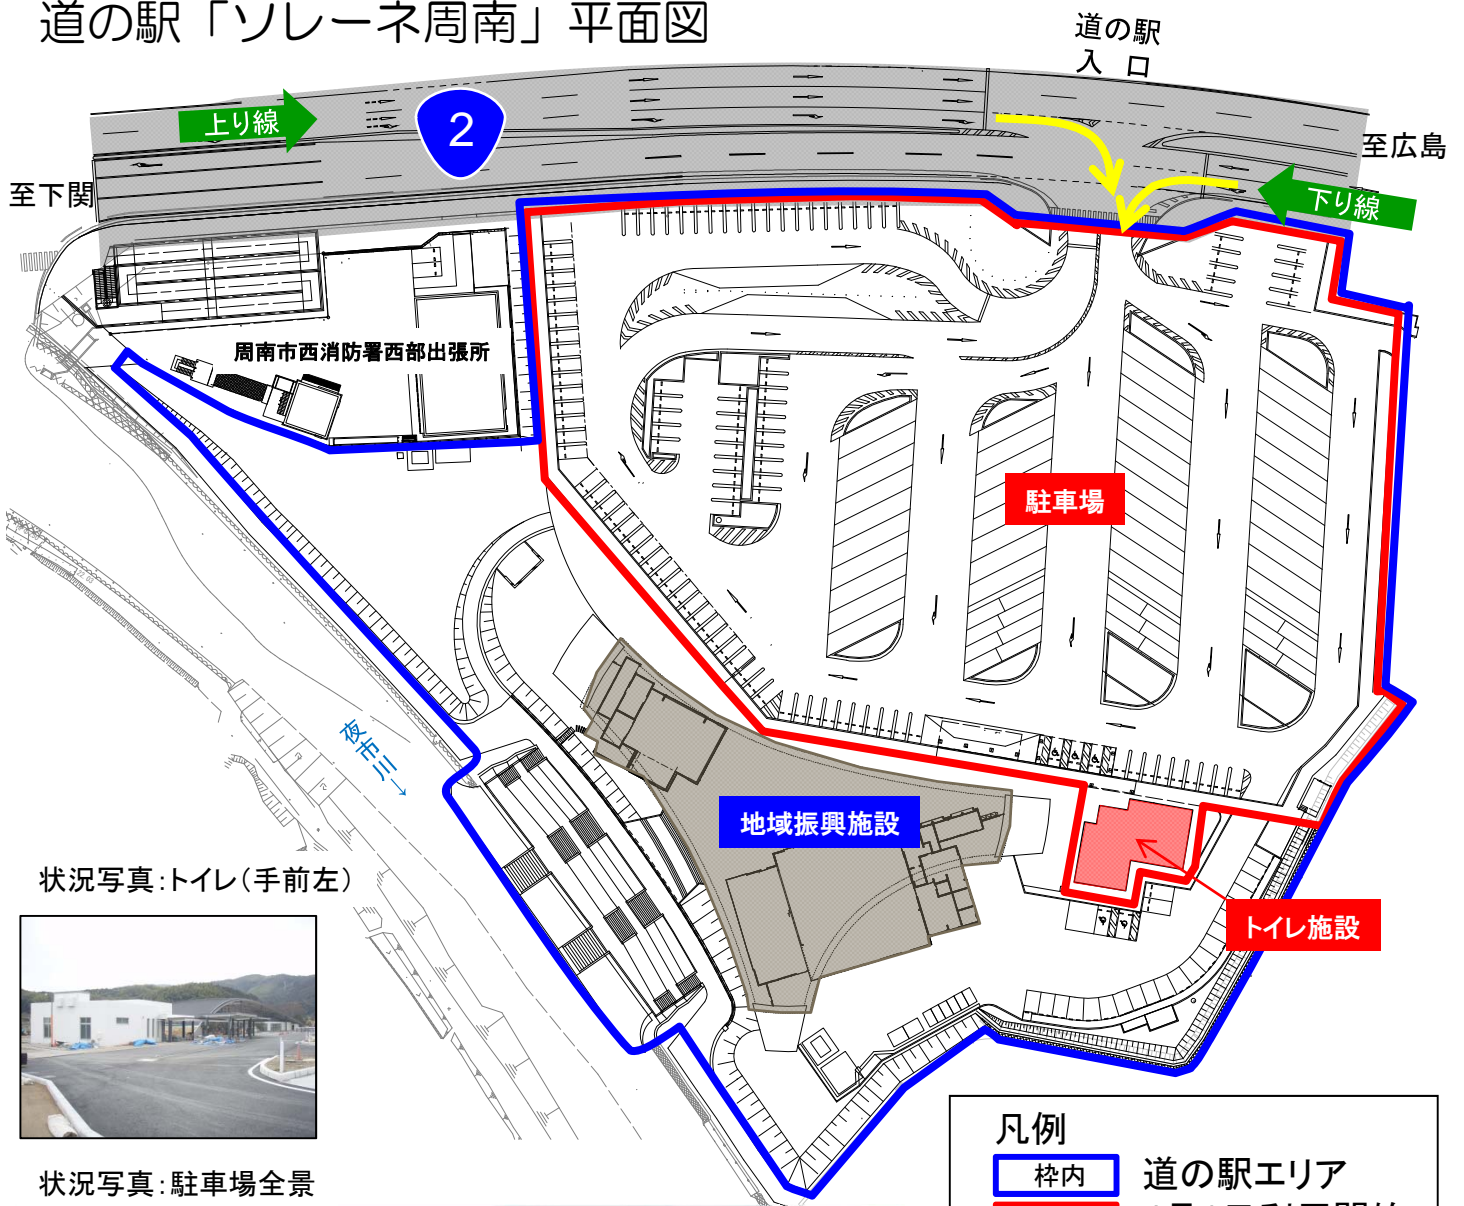 道の駅「ソレーネ周南」平面図
道の駅
入口
上り線
2
至広島
至下関
下り線
周南市西消防署西部出張所
駐車場
夜市川→
地域振興施設
トイレ施設
状況写真：トイレ（手前左）
状況写真：駐車場全景
凡例
枠内 道の駅エリア